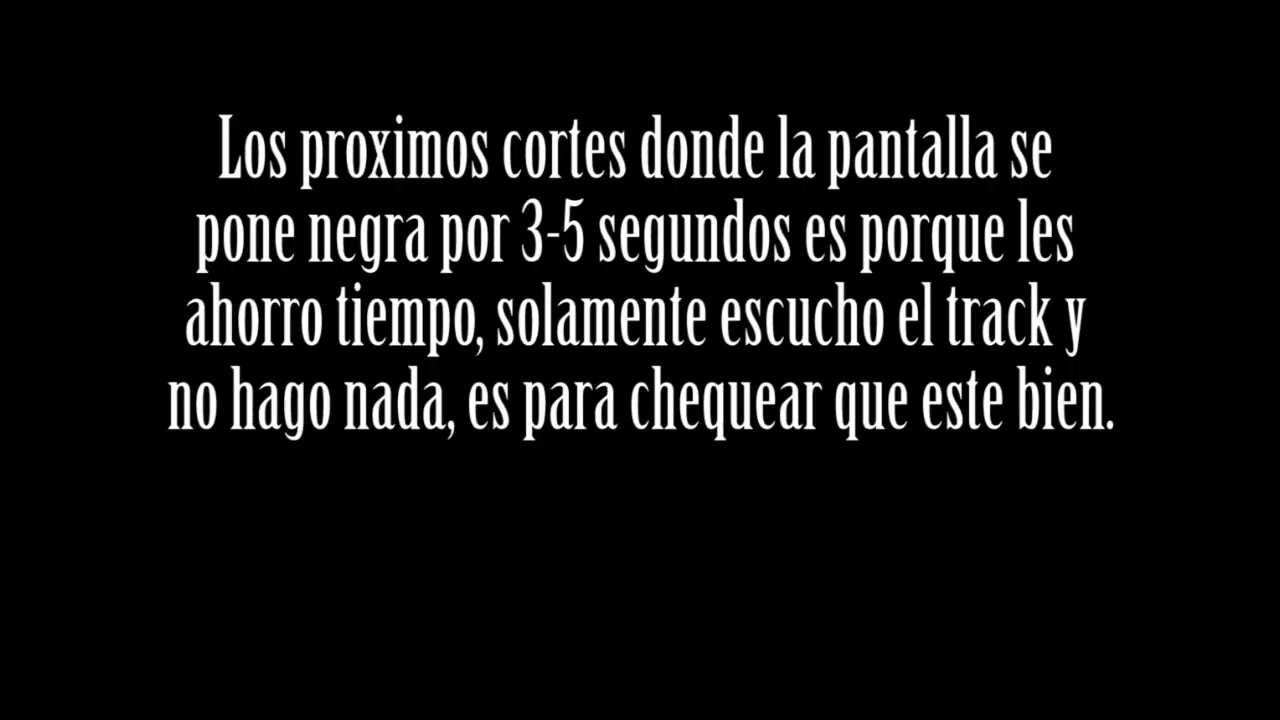 Los proximos cortes donde la pantalla se
pone negra por 3-5 segundos es porque les
ahorro tiempo, solamente escucho el track y
no hago nada, es para chequear que este bien.